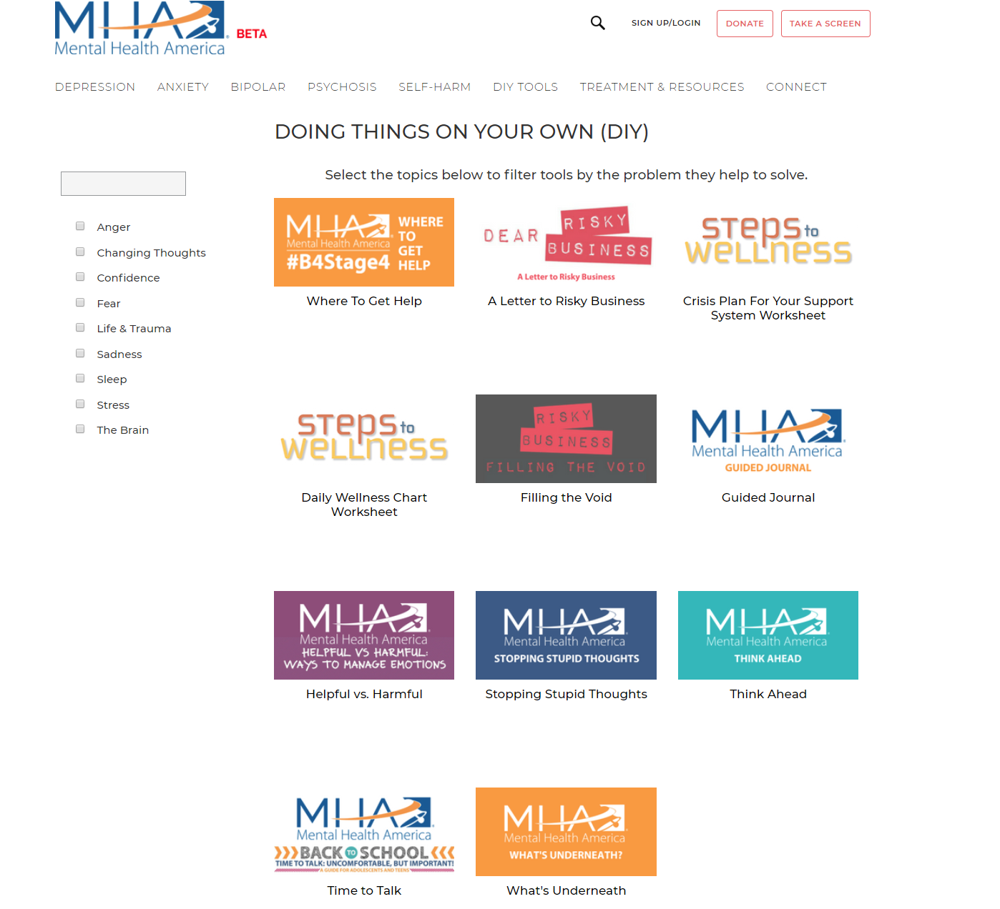 MHA
Mental Health America
BETA
SIGN UP/LOGIN
DONATE
TAKE A SCREEN
DEPRESSION ANXIETY BIPOLAR PSYCHOSIS SELF-HARM DIY TOOLS TREATMENT & RESOURCES CONNECT
DOING THINGS ON YOUR OWN (DIY)
Select the topics below to filter tools by the problem they help to solve.
Anger
Changing Thoughts
Confidence
Fear
Life & Trauma
Sadness
Sleep
Stress
The Brain
MHA
Mental Health America
#B4Stage4
WHERE
TO
GET
HELP
Where To Get Help
DEAR RISKY
BUSINESS
A Letter to Risky Business
A Letter to Risky Business
STEPS to
WELLNESS
Crisis Plan For Your Support
System Worksheet
STEPS to
WELLNESS
Daily Wellness Chart
Worksheet
RISKY
BUSINESS
FILLING THE VOID
Filling the Void
MHA
Mental Health America
GUIDED JOURNAL
Guided Journal
MHA
Mental Health America
HELPFUL VS HARMFUL:
WAYS TO MANAGE EMOTIONS
Helpful vs. Harmful
MHA
Mental Health America
STOPPING STUPID THOUGHTS
Stopping Stupid Thoughts
MHA
Mental Health America
THINK AHEAD
Think Ahead
MHA
Mental Health America
BACK TO SCHOOL
TIME TO TALK: UNCOMFORTABLE, BUT IMPORTANT!
A GUIDE FOR ADOLESCENTS AND TEENS
Time to Talk
MHA
Mental Health America
WHAT'S UNDERNEATH?
What's Underneath